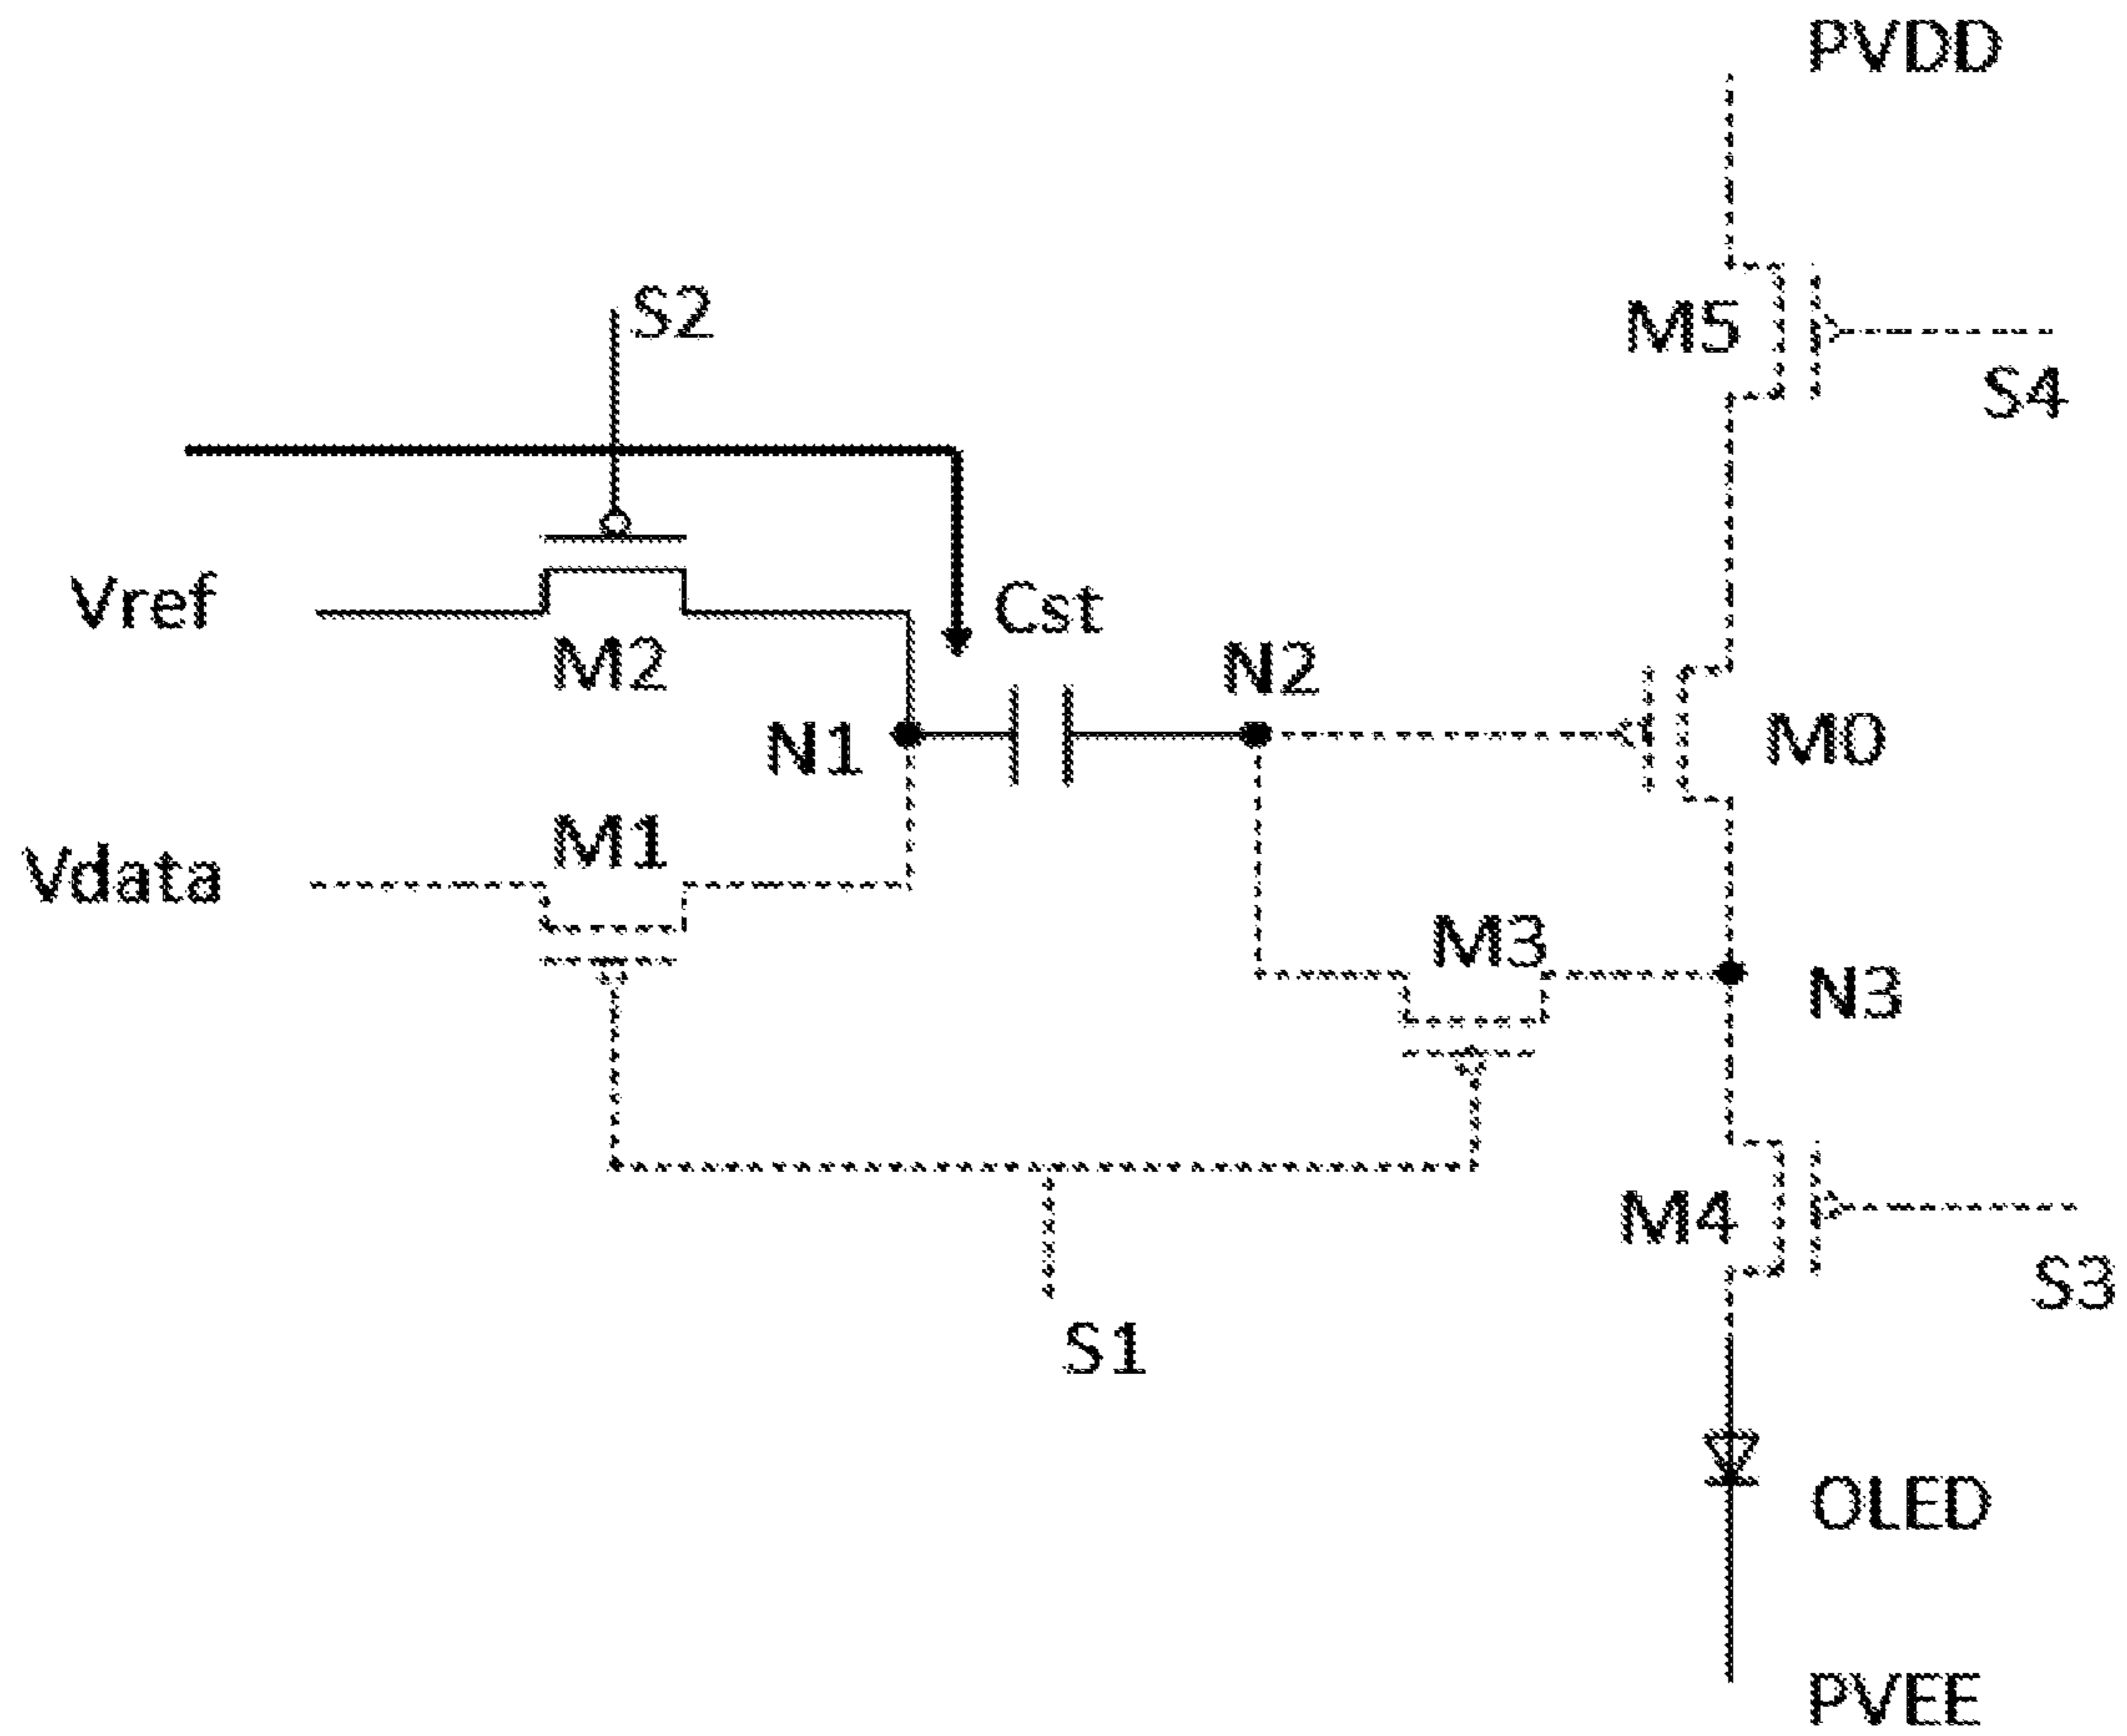 PVDD
S2
M5
S4
Vref
Cst
M2
N2
N1
M0
M1
Vdata
M3
N3
M4
S3
S1
OLED
PVEE